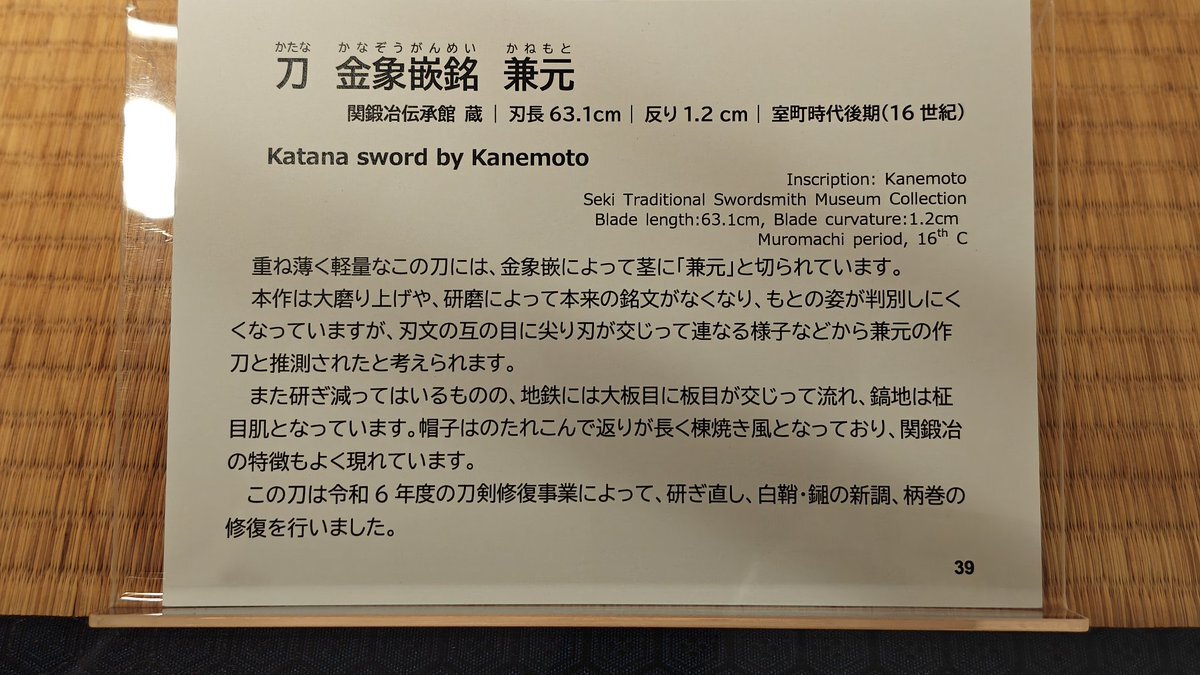 かたな かなぞうがんめい かねもと
刀 金象嵌銘 兼元
関鍛冶伝承館 蔵 | 刃長 63.1cm | 反り 1.2 cm | 室町時代後期(16 世紀)
Katana sword by Kanemoto
Inscription: Kanemoto
Seki Traditional Swordsmith Museum Collection
Blade length:63.1cm, Blade curvature:1.2cm
Muromachi period, 16th C
重ね薄く軽量なこの刀には、金象嵌によって茎に「兼元」と切られています。
本作は大磨り上げや、研磨によって本来の銘文がなくなり、もとの姿が判別しにく
くなっていますが、刃文の互の目に尖り刃が交じって連なる様子などから兼元の作
刀と推測されたと考えられます。
また研ぎ減ってはいるものの、地鉄には大板目に板目が交じって流れ、鎬地は柾
目肌となっています。帽子はのたれこんで返りが長く棟焼き風となっており、関鍛冶
の特徴もよく現れています。
この刀は令和 6 年度の刀剣修復事業によって、研ぎ直し、白鞘・鎺の新調、柄巻の
修復を行いました。
39